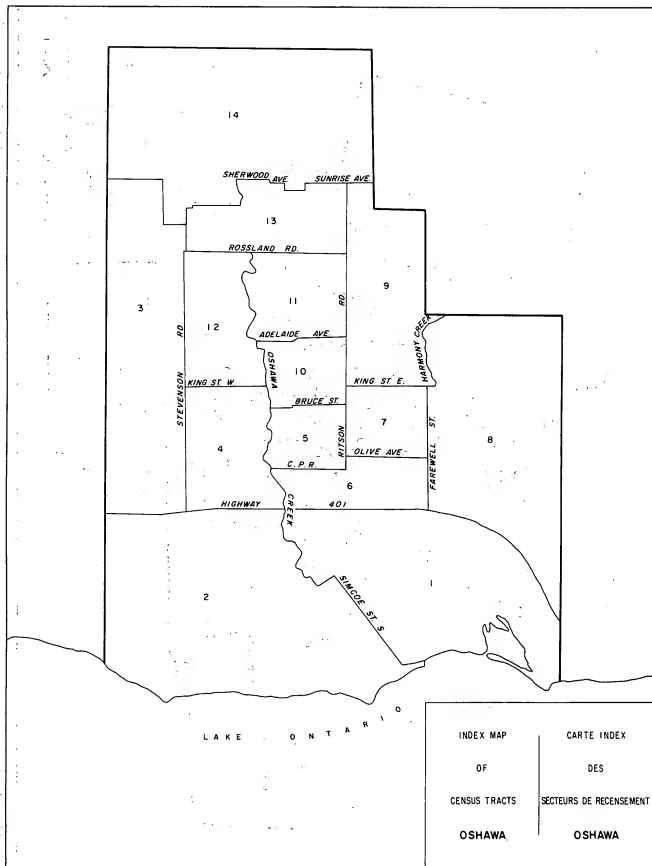 14
SHERWOOD AVE. SUNRISE AVE.
13
ROSSLAND RD.
3
STEVENSON RD
12
11
RD.
9
HARMONY CREEK
ADELAIDE AVE.
OSHAWA CREEK
10
KING ST. W.
KING ST. E.
BRUCE ST.
RITSON
4
5
7
8
OLIVE AVE
FAREWELL ST.
C.P.R.
6
HIGHWAY 401
2
SIMCOE ST. S
1
LAKE ONTARIO
INDEX MAP
OF
CENSUS TRACTS
OSHAWA
CARTE INDEX
DES
SECTEURS DE RECENSEMENT
OSHAWA